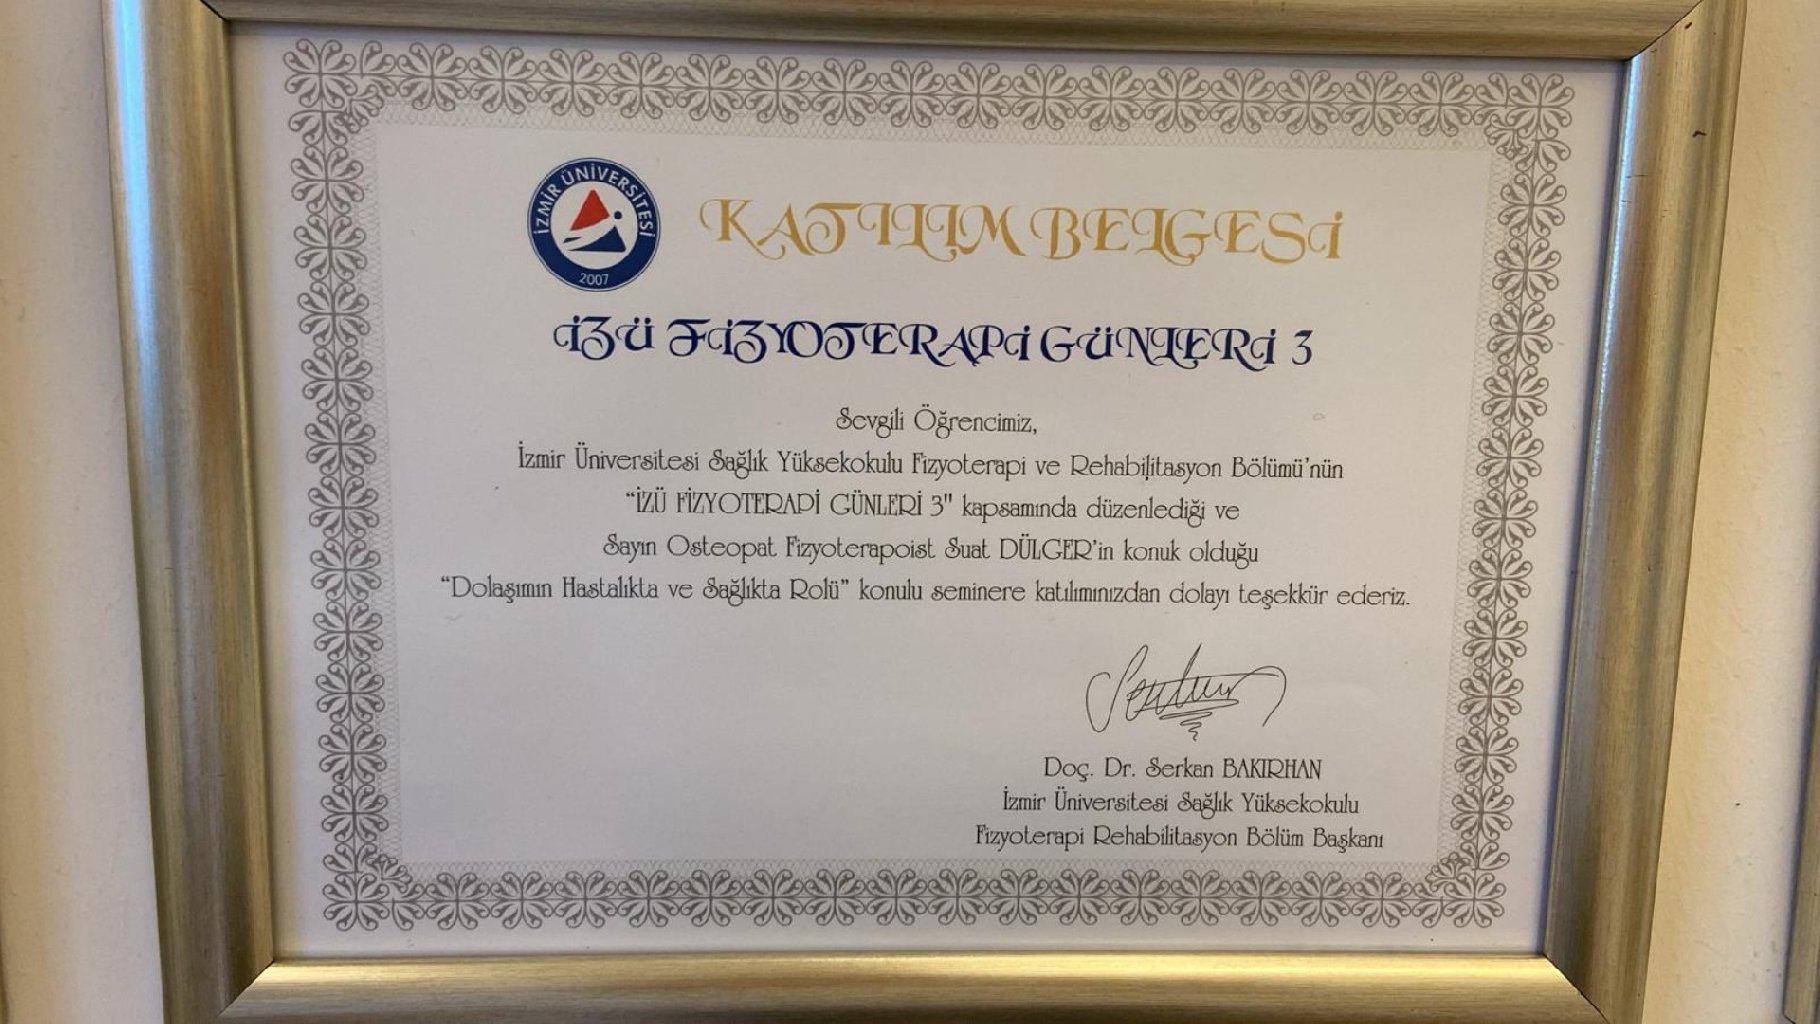 İZMİR ÜNİVERSİTESİ
2007
KATILIM BELGESİ
İZÜ FİZYOTERAPİ GÜNLERİ 3
Sevgili Öğrencimiz,
İzmir Üniversitesi Sağlık Yüksekokulu Fizyoterapi ve Rehabilitasyon Bölümü'nün
"İZÜ FİZYOTERAPİ GÜNLERİ 3" kapsamında düzenlediği ve
Sayın Osteopat Fizyoterapoist Suat DÜLGER'in konuk olduğu
"Dolaşımın Hastalıkta ve Sağlıkta Rolü" konulu seminere katılımınızdan dolayı teşekkür ederiz.
Doç. Dr. Serkan BAKIRHAN
İzmir Üniversitesi Sağlık Yüksekokulu
Fizyoterapi Rehabilitasyon Bölüm Başkanı